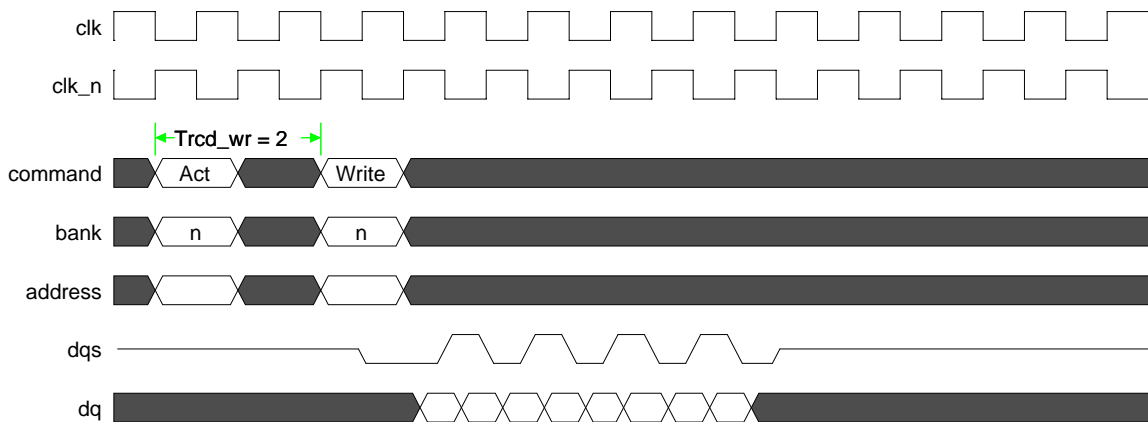 clk
clk_n
Trcd_wr = 2
command Act Write
bank n n
address
dqs
dq